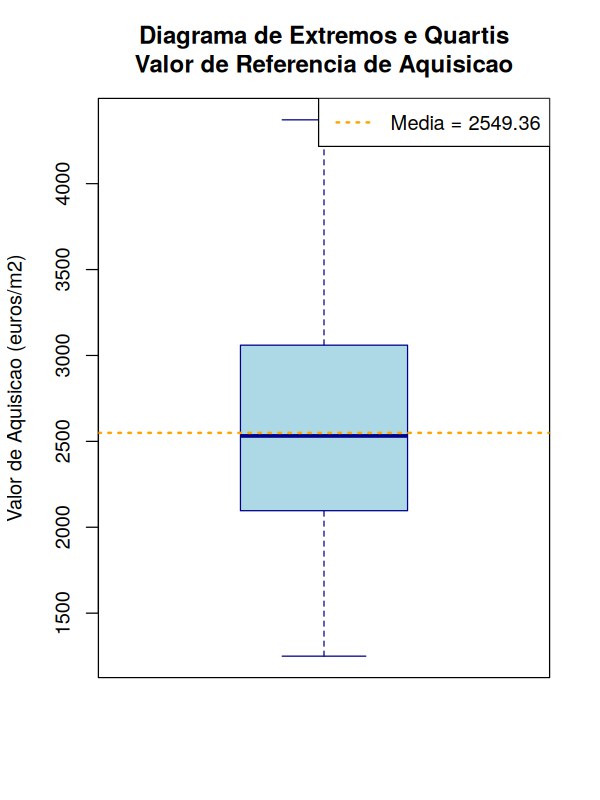 Diagrama de Extremos e Quartis
Valor de Referencia de Aquisicao
Media = 2549.36
Valor de Aquisicao (euros/m2)
4000
3500
3000
2500
2000
1500